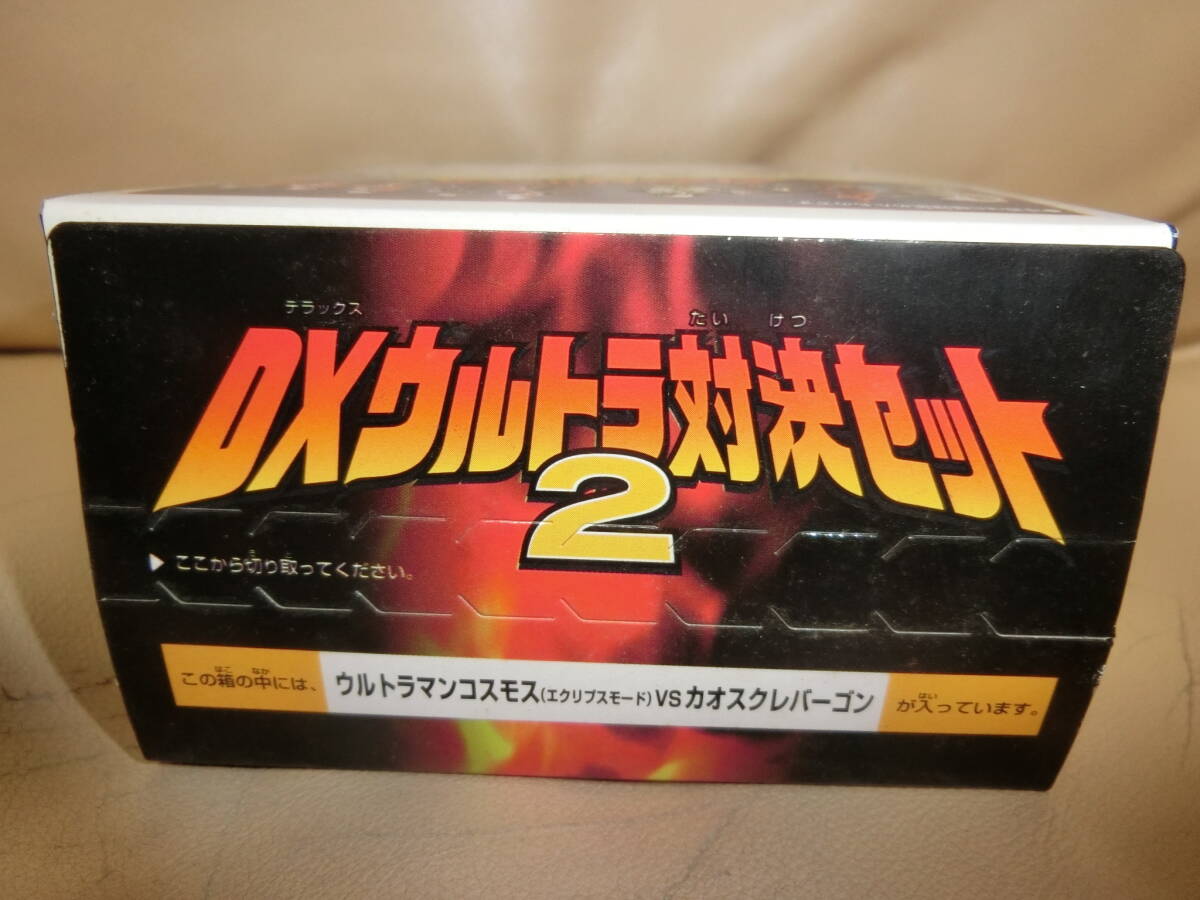 デラックス たい けつ
DXウルトラ対決セット
2
▶ここから切り取ってください。
この箱の中には、 ウルトラマンコスモス(エクリプスモード)VSカオスクレバーゴン が入っています。